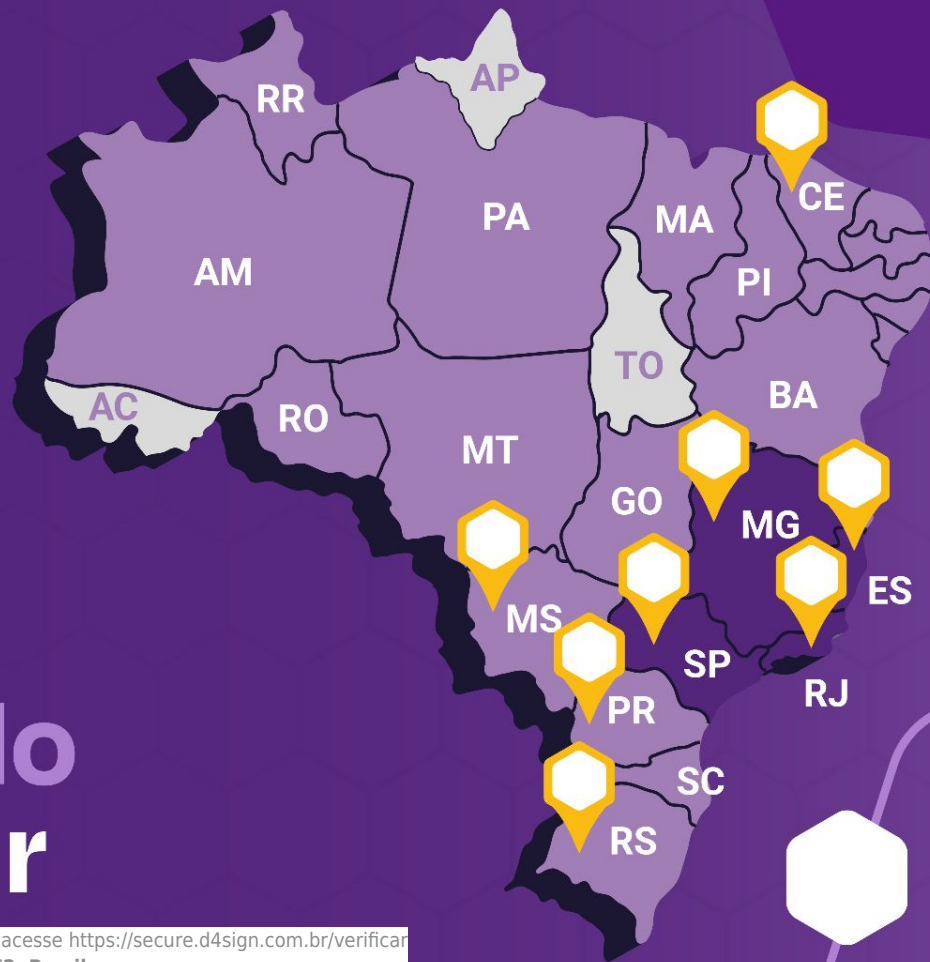 AP
RR
CE
PA
MA
AM
PI
TO
BA
AC
RO
MT
GO
MG
ES
MS
SP
RJ
PR
SC
RS
lo
r
acesse https://secure.d4sign.com.br/verificar